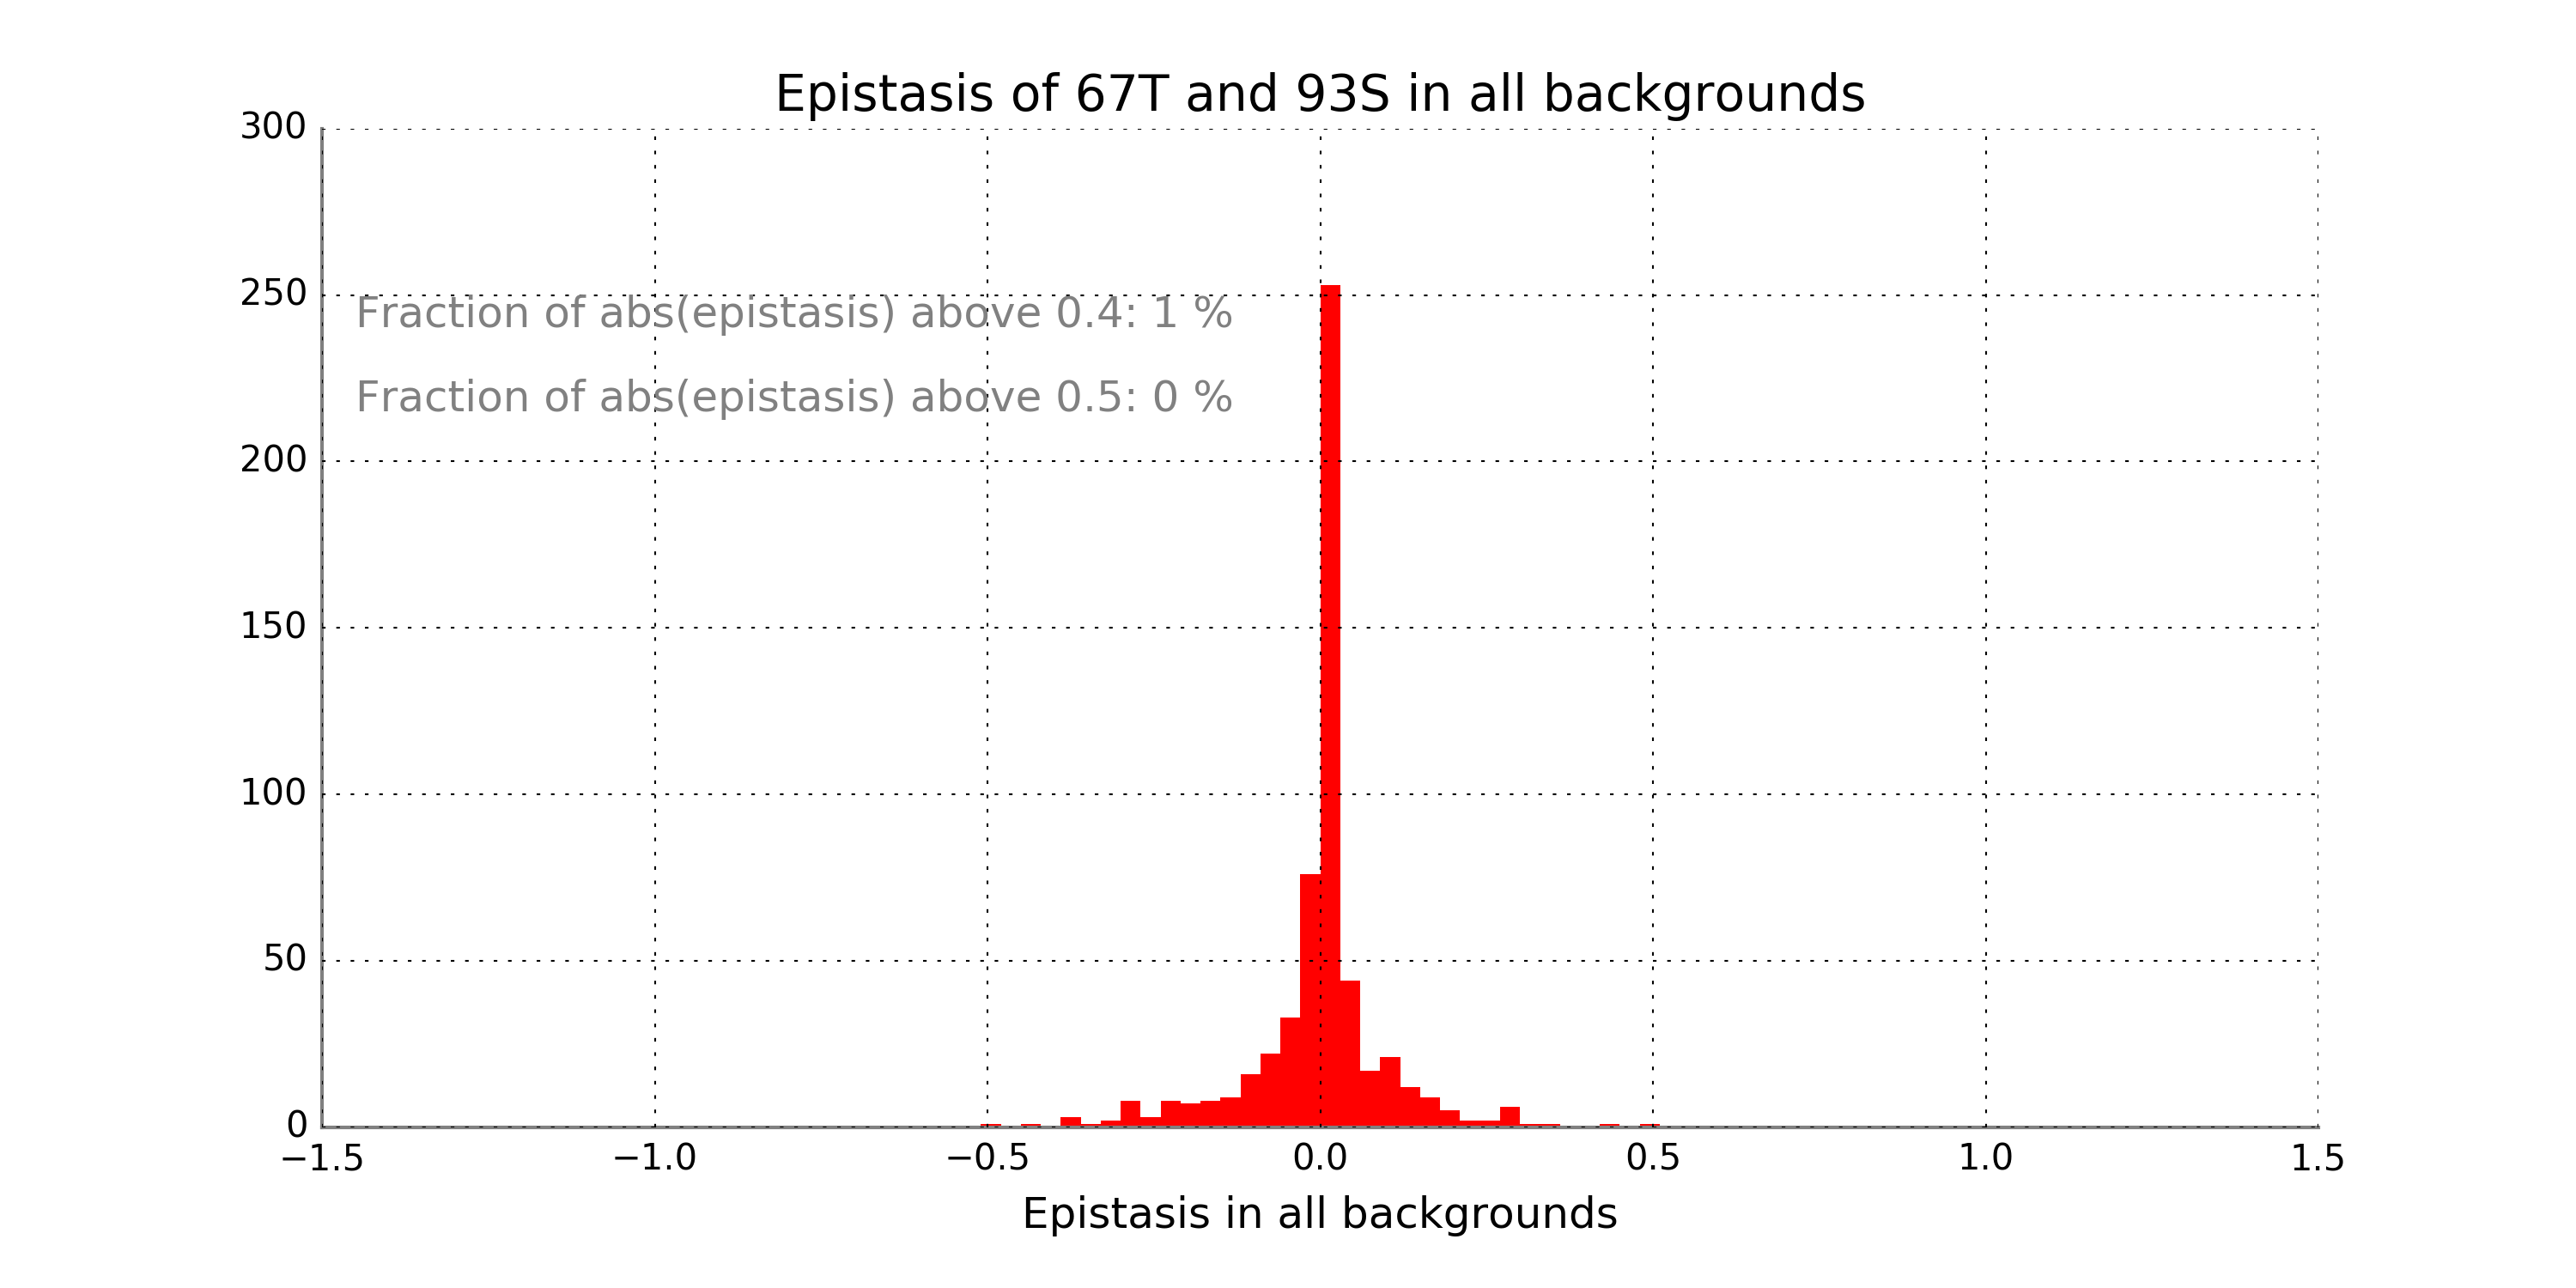 Epistasis of 67T and 93S in all backgrounds
300
250
Fraction of abs(epistasis) above 0.4: 1 %
Fraction of abs(epistasis) above 0.5: 0 %
200
150
100
50
0
−1.5 −1.0 −0.5 0.0 0.5 1.0 1.5
Epistasis in all backgrounds